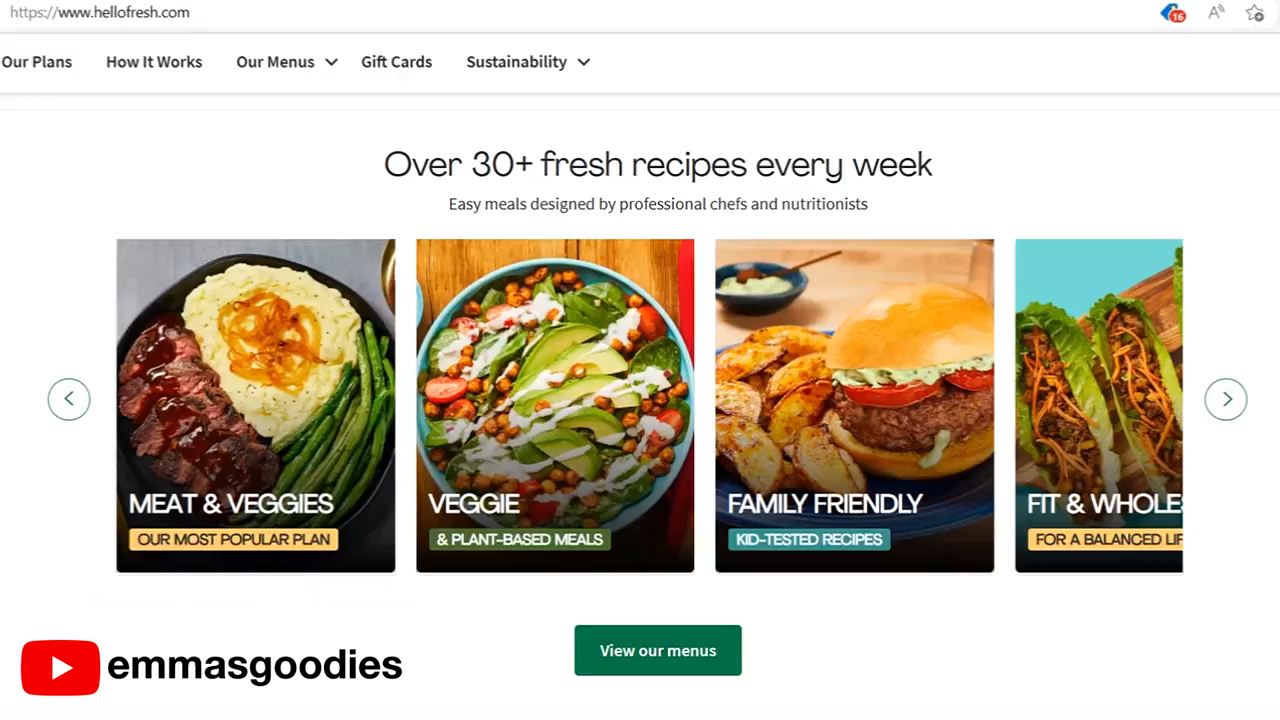 https://www.hellofresh.com
16
Our Plans
How It Works
Our Menus
Gift Cards
Sustainability
Over 30+ fresh recipes every week
Easy meals designed by professional chefs and nutritionists
MEAT & VEGGIES
OUR MOST POPULAR PLAN
VEGGIE
& PLANT-BASED MEALS
FAMILY FRIENDLY
KID-TESTED RECIPES
FIT & WHOLES
FOR A BALANCED LIF
View our menus
emmasgoodies